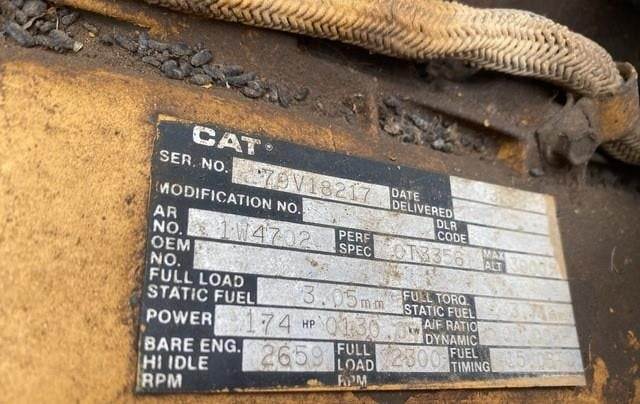 CAT®
SER. NO. 70V18217 DATE DELIVERED
MODIFICATION NO. DLR CODE
AR NO. 1W4702 PERF SPEC 0T3356 MAX ALT
OEM NO.
FULL LOAD STATIC FUEL 3.05mm FULL TORQ. STATIC FUEL
POWER 174 HP 0130 KW A/F RATIO DYNAMIC
BARE ENG. HI IDLE RPM 2659 FULL LOAD RPM 2300 FUEL TIMING